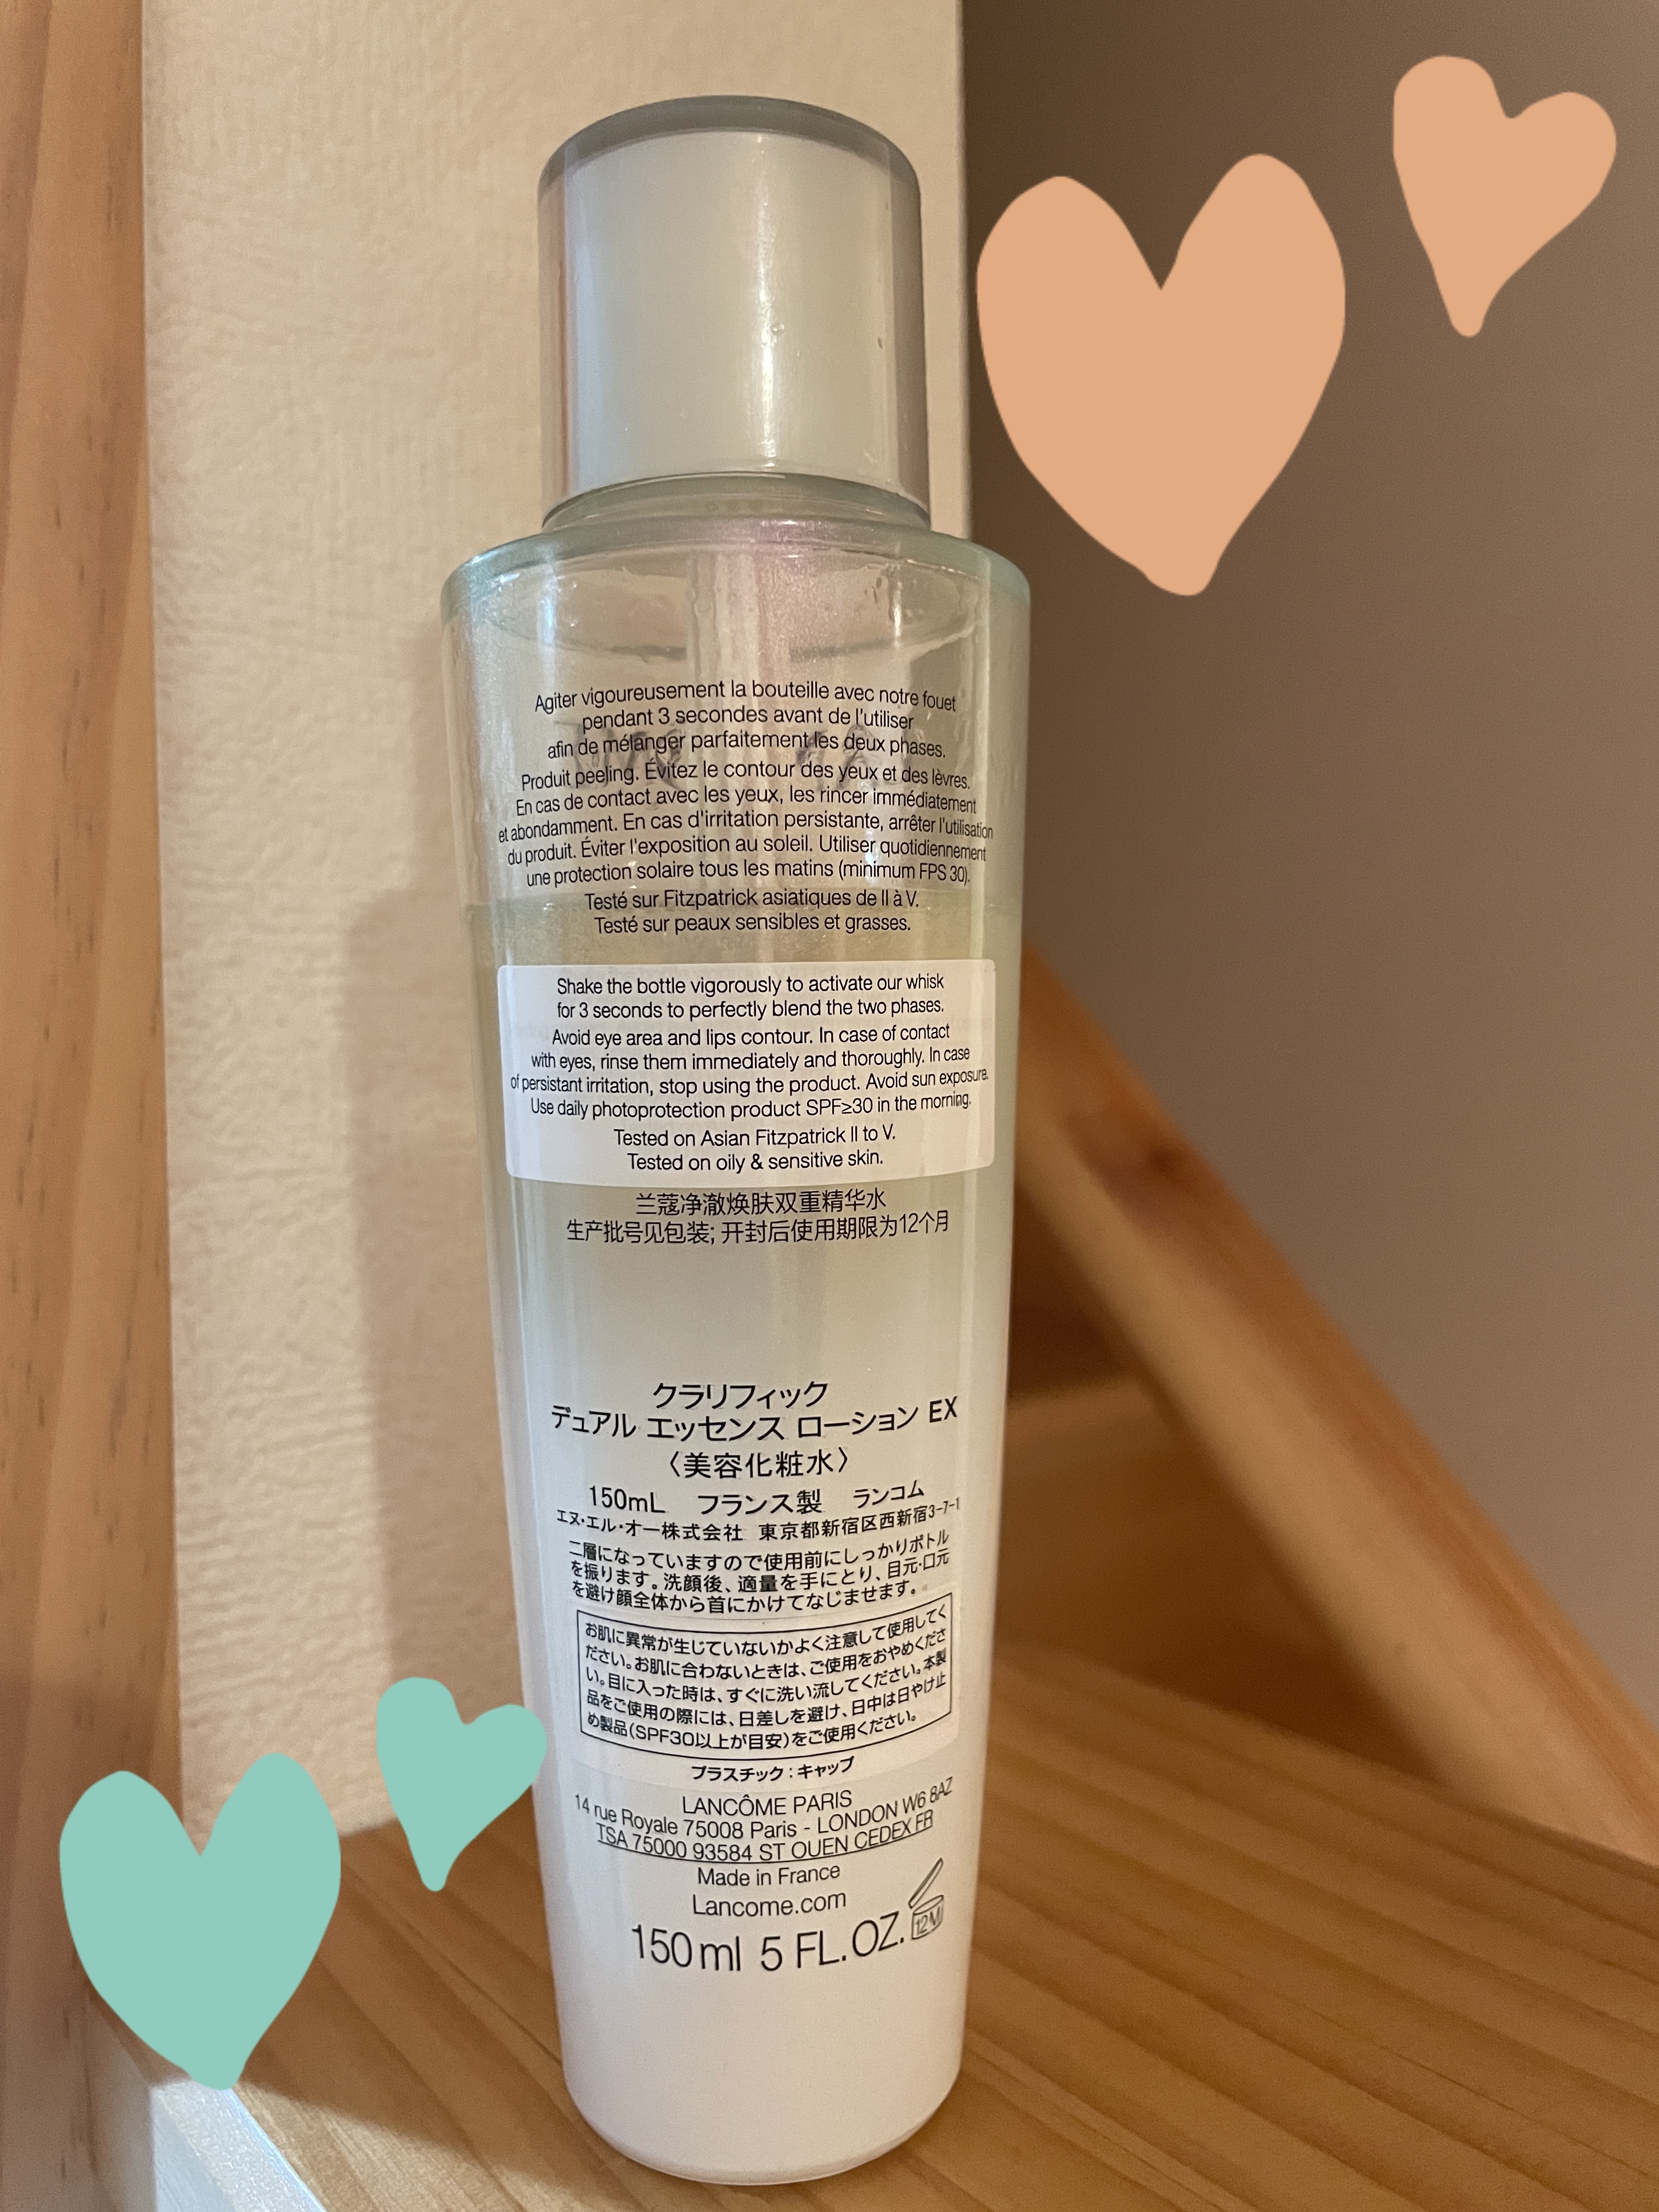 Agiter vigoureusement la bouteille avec notre fouet
pendant 3 secondes avant de l'utiliser
afin de mélanger parfaitement les deux phases.
Produit peeling. Évitez le contour des yeux et des lèvres.
En cas de contact avec les yeux, les rincer immédiatement
et abondamment. En cas d'irritation persistante, arrêter l'utilisation
du produit. Éviter l'exposition au soleil. Utiliser quotidiennement
une protection solaire tous les matins (minimum FPS 30).
Testé sur Fitzpatrick asiatiques de II à V.
Testé sur peaux sensibles et grasses.
Shake the bottle vigorously to activate our whisk
for 3 seconds to perfectly blend the two phases.
Avoid eye area and lips contour. In case of contact
with eyes, rinse them immediately and thoroughly. In case
of persistant irritation, stop using the product. Avoid sun exposure.
Use daily photoprotection product SPF≥30 in the morning.
Tested on Asian Fitzpatrick II to V.
Tested on oily & sensitive skin.
兰蔻净澈焕肤双重精华水
生产批号见包装; 开封后使用期限为12个月
クラリフィック
デュアル エッセンス ローション EX
〈美容化粧水〉
150mL フランス製 ランコム
エヌ・エル・オー株式会社 東京都新宿区西新宿3-7-1
二層になっていますので使用前にしっかりボトル
を振ります。洗顔後、適量を手にとり、目元・口元
を避け顔全体から首にかけてなじませます。
お肌に異常が生じていないかよく注意して使用してく
ださい。お肌に合わないときは、ご使用をおやめくださ
い。目に入った時は、すぐに洗い流してください。本製
品をご使用の際には、日差しを避け、日中は日やけ止
め製品(SPF30以上が目安)をご使用ください。
プラスチック:キャップ
LANCÔME PARIS
14 rue Royale 75008 Paris - LONDON W6 8AZ
TSA 75000 93584 ST OUEN CEDEX FR
Made in France
Lancome.com
150 ml 5 FL.OZ. 12M